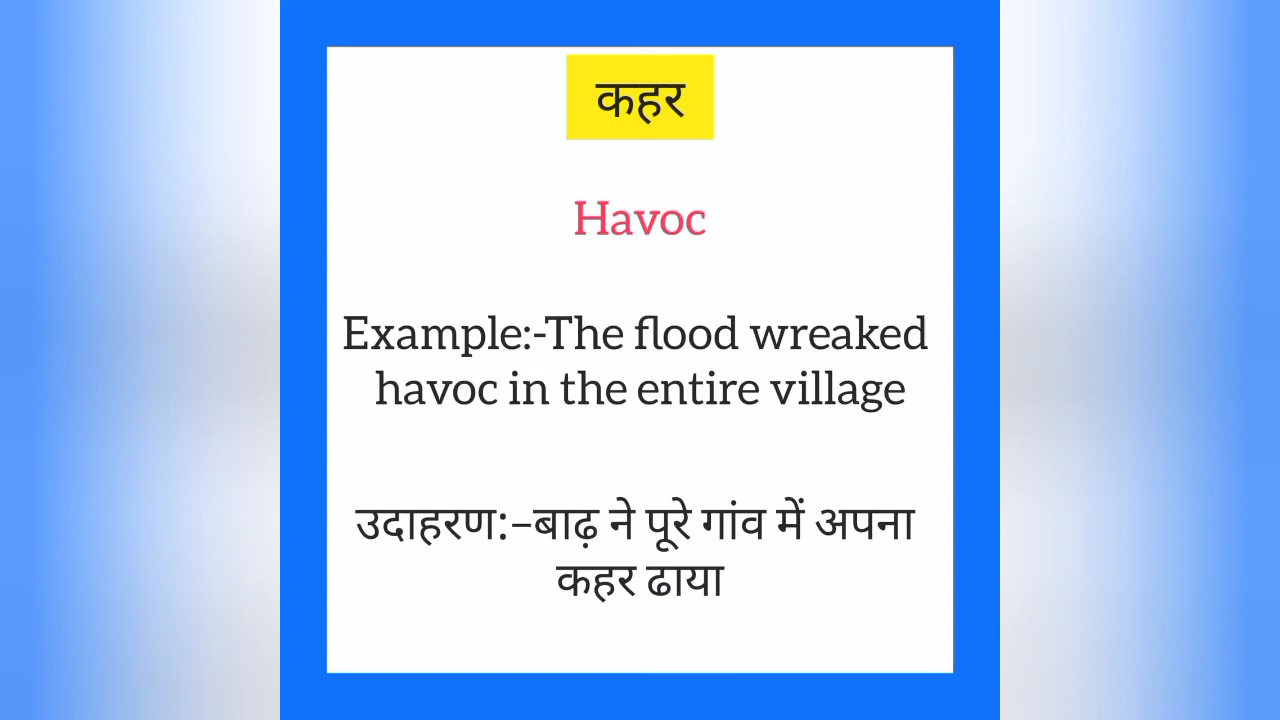 कहर
Havoc
Example:-The flood wreaked
havoc in the entire village
उदाहरण:–बाढ़ ने पूरे गांव में अपना
कहर ढाया